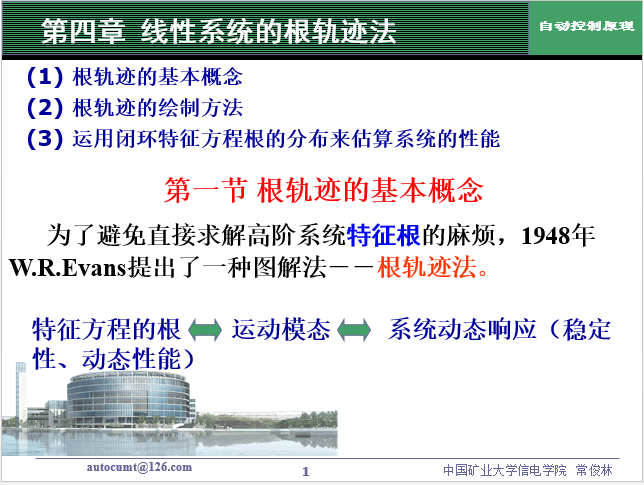 第四章 线性系统的根轨迹法
自动控制原理
(1) 根轨迹的基本概念
(2) 根轨迹的绘制方法
(3) 运用闭环特征方程根的分布来估算系统的性能
第一节 根轨迹的基本概念
为了避免直接求解高阶系统特征根的麻烦，1948年
W.R.Evans提出了一种图解法－－根轨迹法。
特征方程的根 运动模态 系统动态响应（稳定
性、动态性能）
autocumt@126.com
1
中国矿业大学信电学院 常俊林